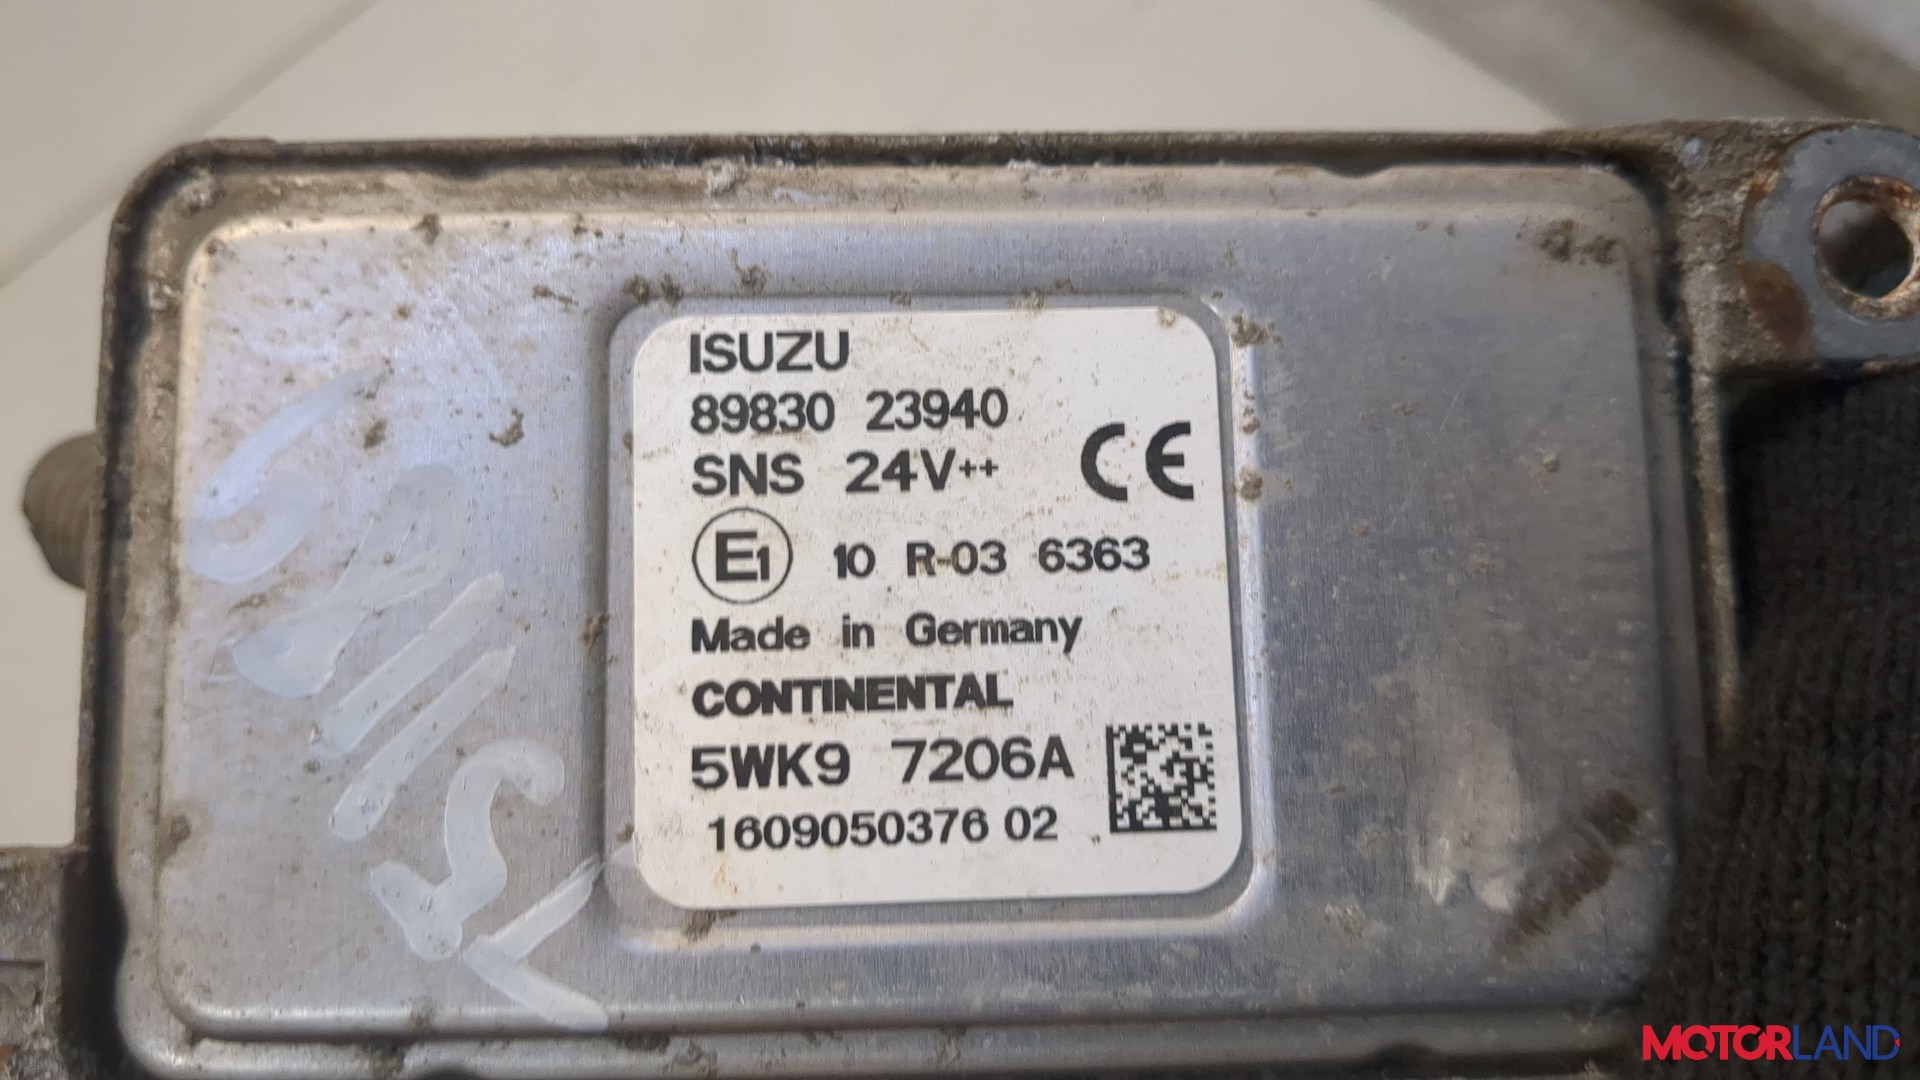 ISUZU
89830 23940
SNS 24V++
CE
E1 10 R-03 6363
Made in Germany
CONTINENTAL
5WK9 7206A
1609050376 02
MOTORLAND